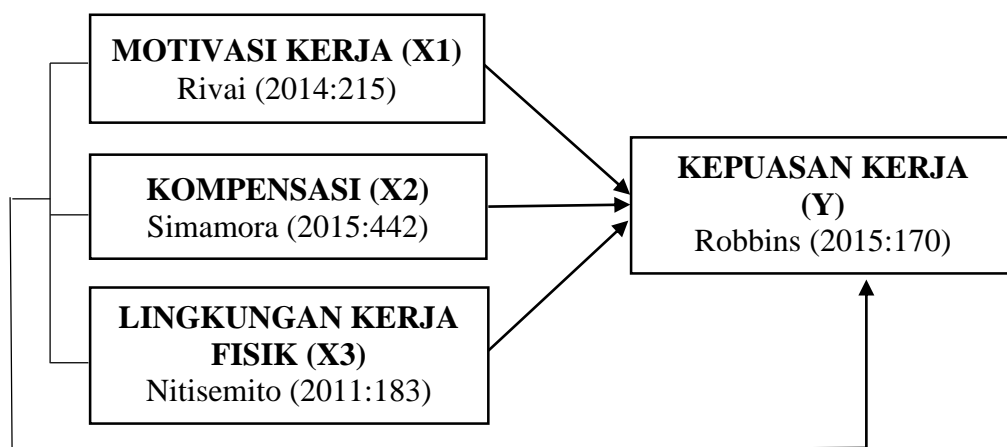 MOTIVASI KERJA (X1)
Rivai (2014:215)
KOMPENSASI (X2)
Simamora (2015:442)
LINGKUNGAN KERJA
FISIK (X3)
Nitisemito (2011:183)
KEPUASAN KERJA
(Y)
Robbins (2015:170)